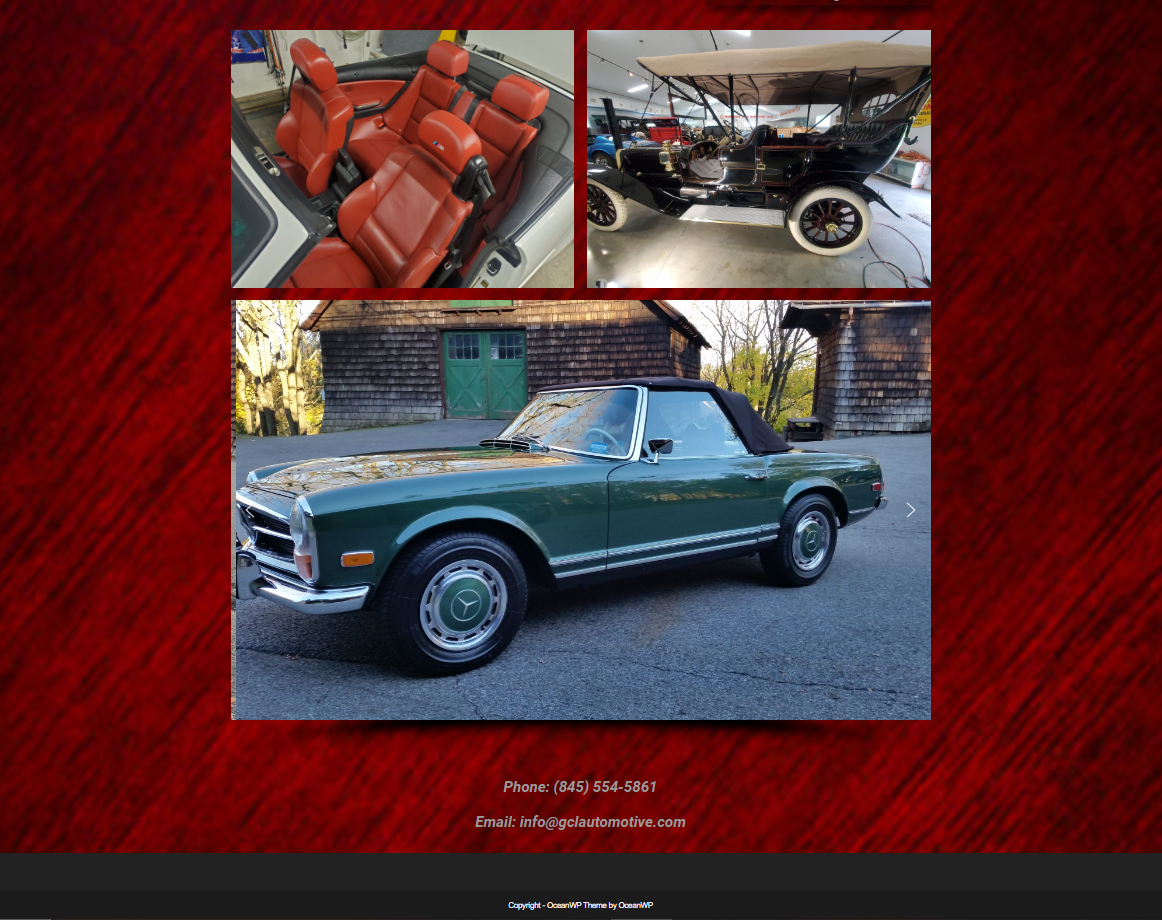 Phone: (845) 554-5861
Email: info@gclautomotive.com
Copyright - OceanWP Theme by OceanWP